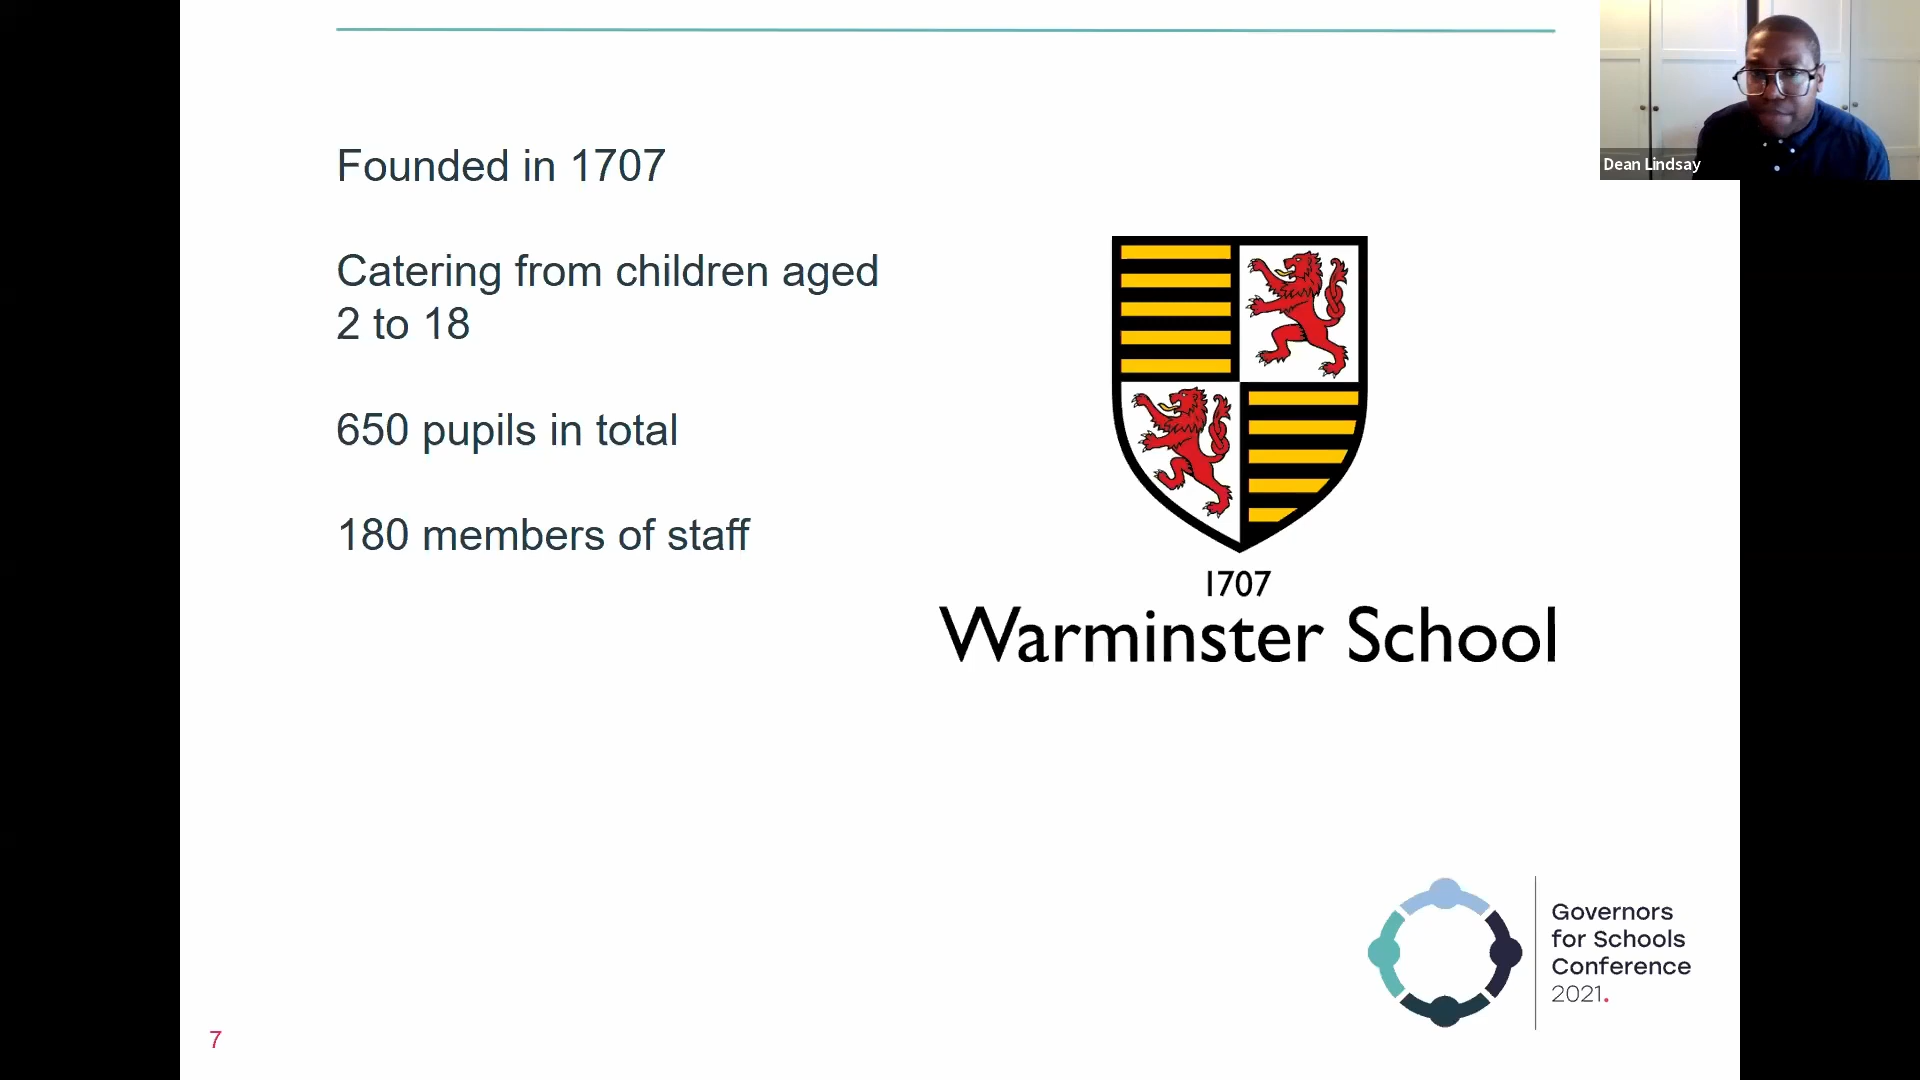 Dean Lindsay
Founded in 1707
Catering from children aged
2 to 18
650 pupils in total
180 members of staff
1707
Warminster School
Governors
for Schools
Conference
2021.
7